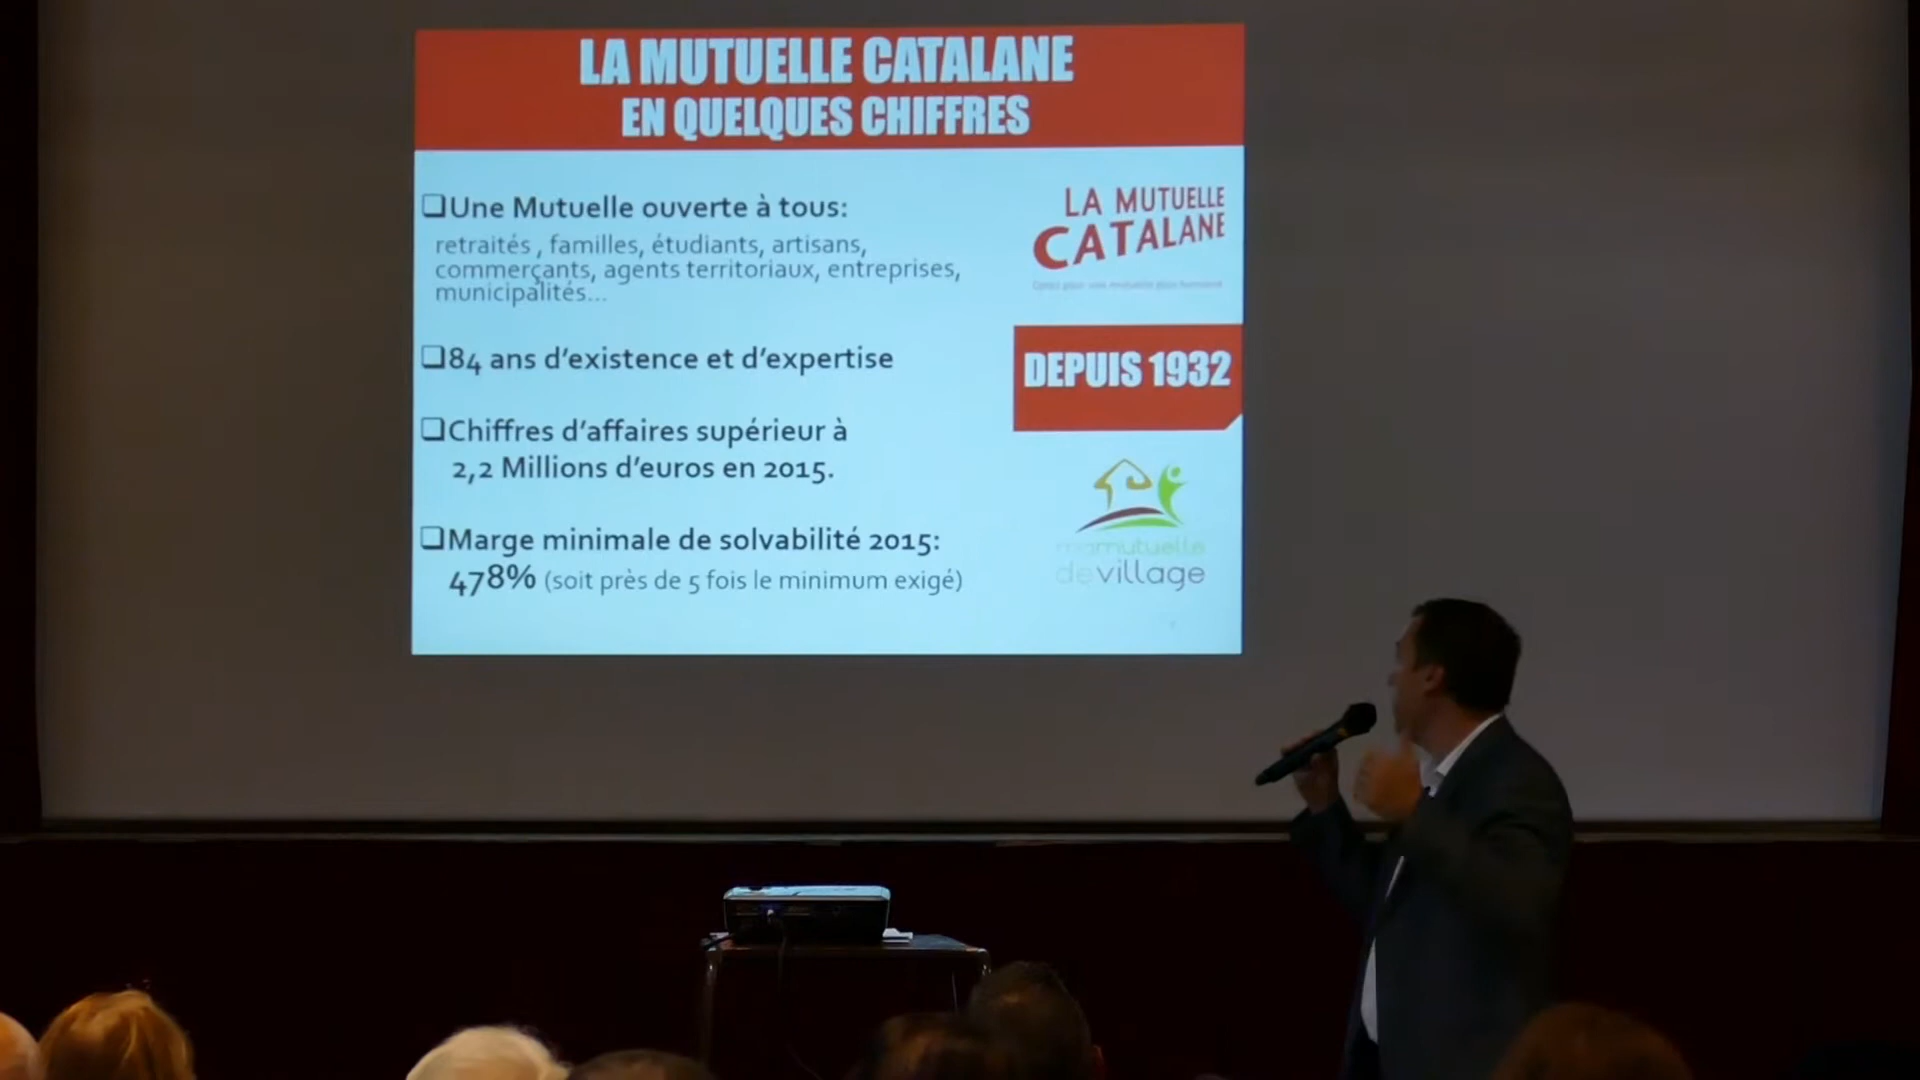 LA MUTUELLE CATALANE
EN QUELQUES CHIFFRES
❑Une Mutuelle ouverte à tous:
retraités , familles, étudiants, artisans,
commerçants, agents territoriaux, entreprises,
municipalités...
❑84 ans d'existence et d'expertise
❑Chiffres d'affaires supérieur à
2,2 Millions d'euros en 2015.
❑Marge minimale de solvabilité 2015:
478% (soit près de 5 fois le minimum exigé)
LA MUTUELLE
CATALANE
DEPUIS 1932
mamutuelle
devillage